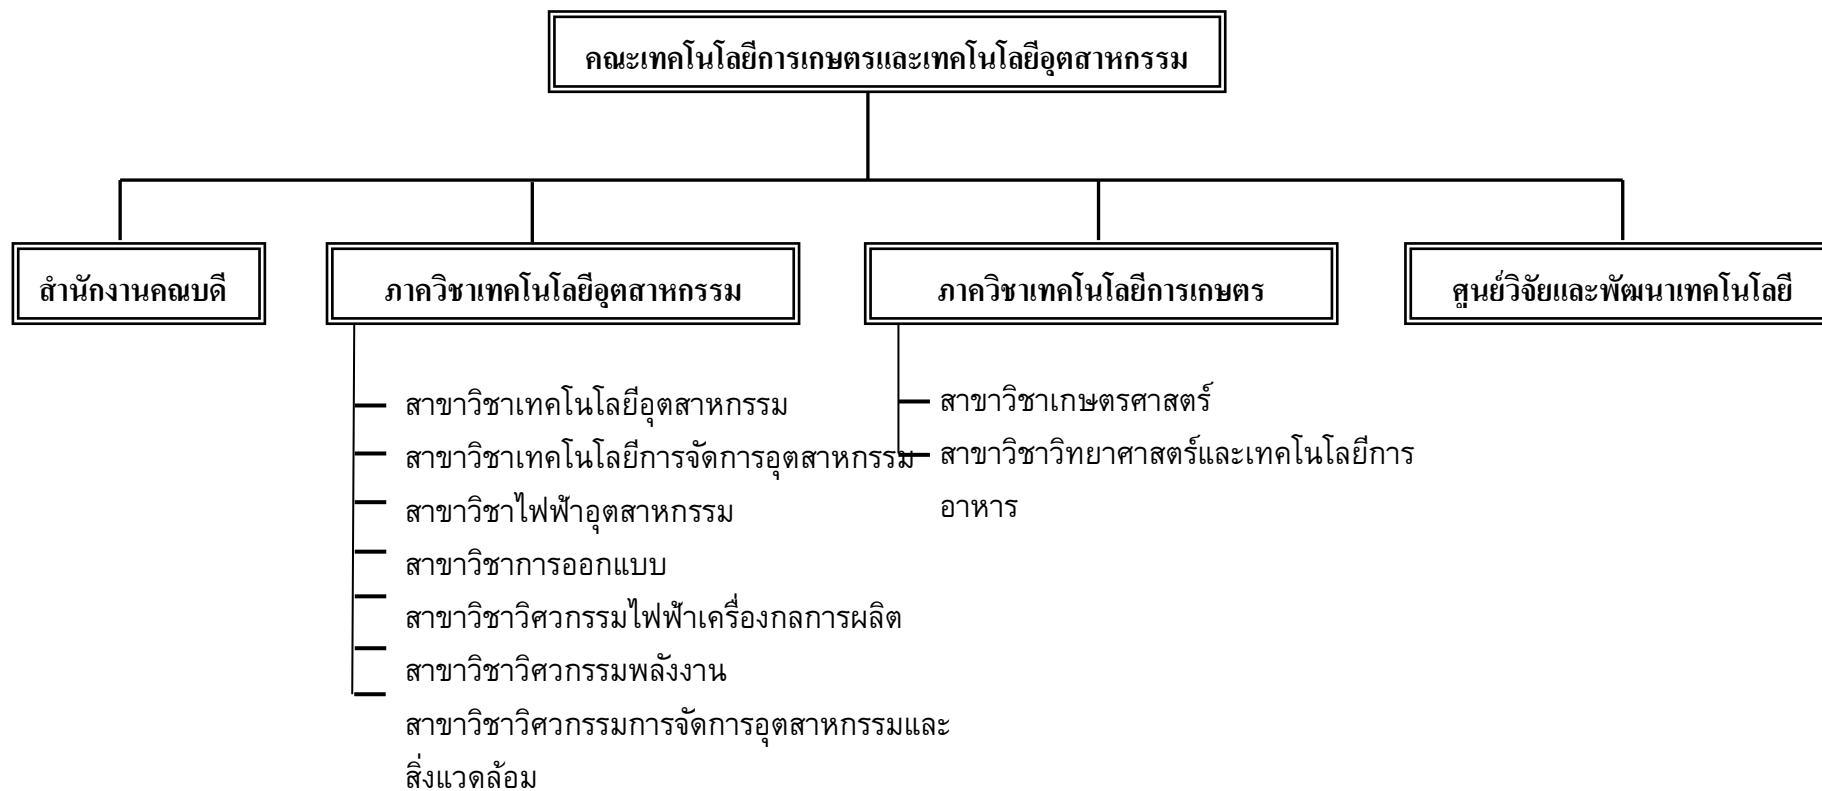 คณะเทคโนโลยีการเกษตรและเทคโนโลยีอุตสาหกรรม
สำนักงานคณบดี
ภาควิชาเทคโนโลยีอุตสาหกรรม
ภาควิชาเทคโนโลยีการเกษตร
ศูนย์วิจัยและพัฒนาเทคโนโลยี
สาขาวิชาเทคโนโลยีอุตสาหกรรม
สาขาวิชาเทคโนโลยีการจัดการอุตสาหกรรม
สาขาวิชาไฟฟ้าอุตสาหกรรม
สาขาวิชาการออกแบบ
สาขาวิชาวิศวกรรมไฟฟ้าเครื่องกลการผลิต
สาขาวิชาวิศวกรรมพลังงาน
สาขาวิชาวิศวกรรมการจัดการอุตสาหกรรมและ
สิ่งแวดล้อม
สาขาวิชาเกษตรศาสตร์
สาขาวิชาวิทยาศาสตร์และเทคโนโลยีการ
อาหาร